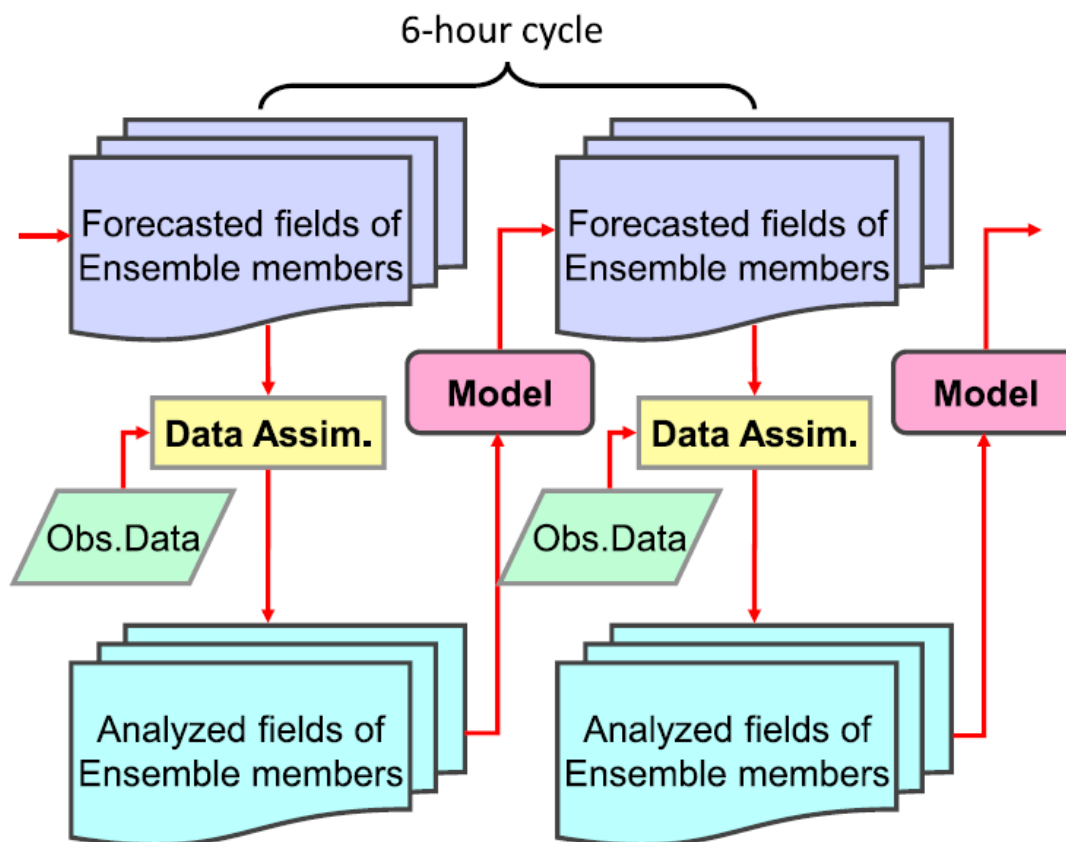 6-hour cycle
Forecasted fields of
Ensemble members
Forecasted fields of
Ensemble members
Model
Model
Data Assim.
Data Assim.
Obs.Data
Obs.Data
Analyzed fields of
Ensemble members
Analyzed fields of
Ensemble members